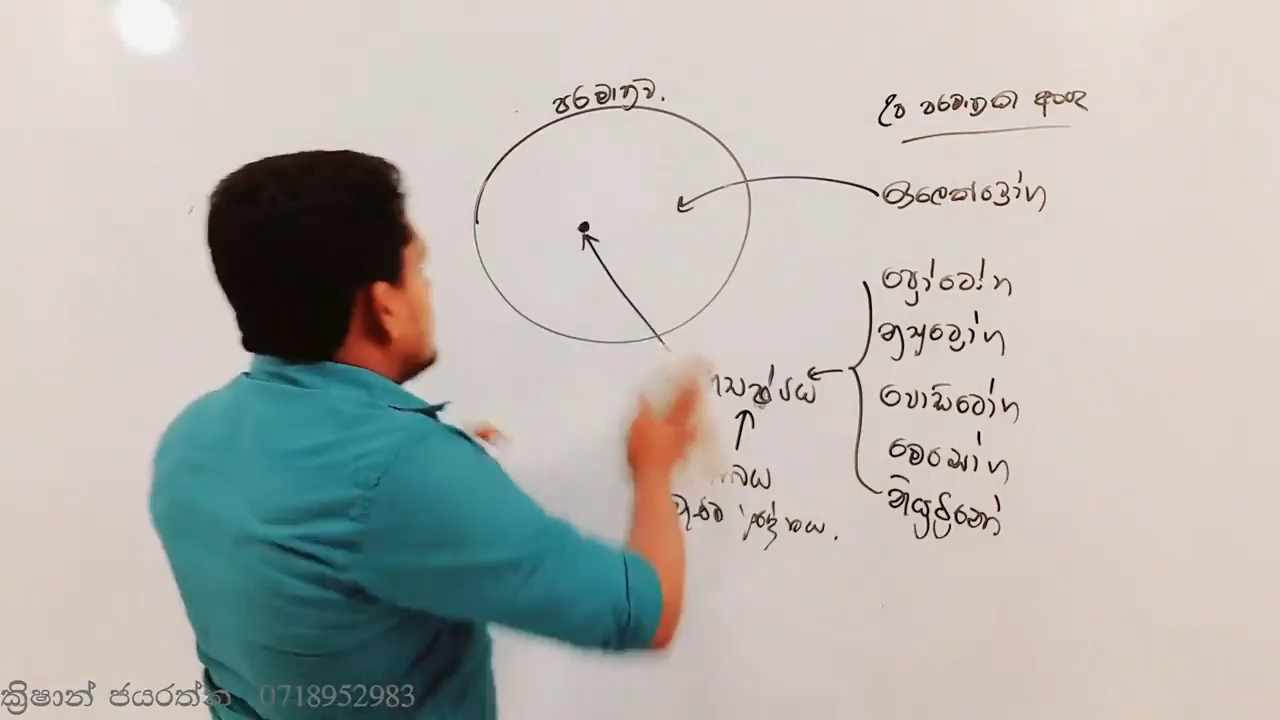 පරමාණුව.
උප පරමාණුක අංශු
ඉලෙක්ට්‍රෝන
ප්‍රෝටෝන
නියුට්‍රෝන
පොසිට්‍රෝන
මෙසෝන
නියුට්‍රිනෝ
ක්‍රිෂාන් ජයරත්න 0718952983